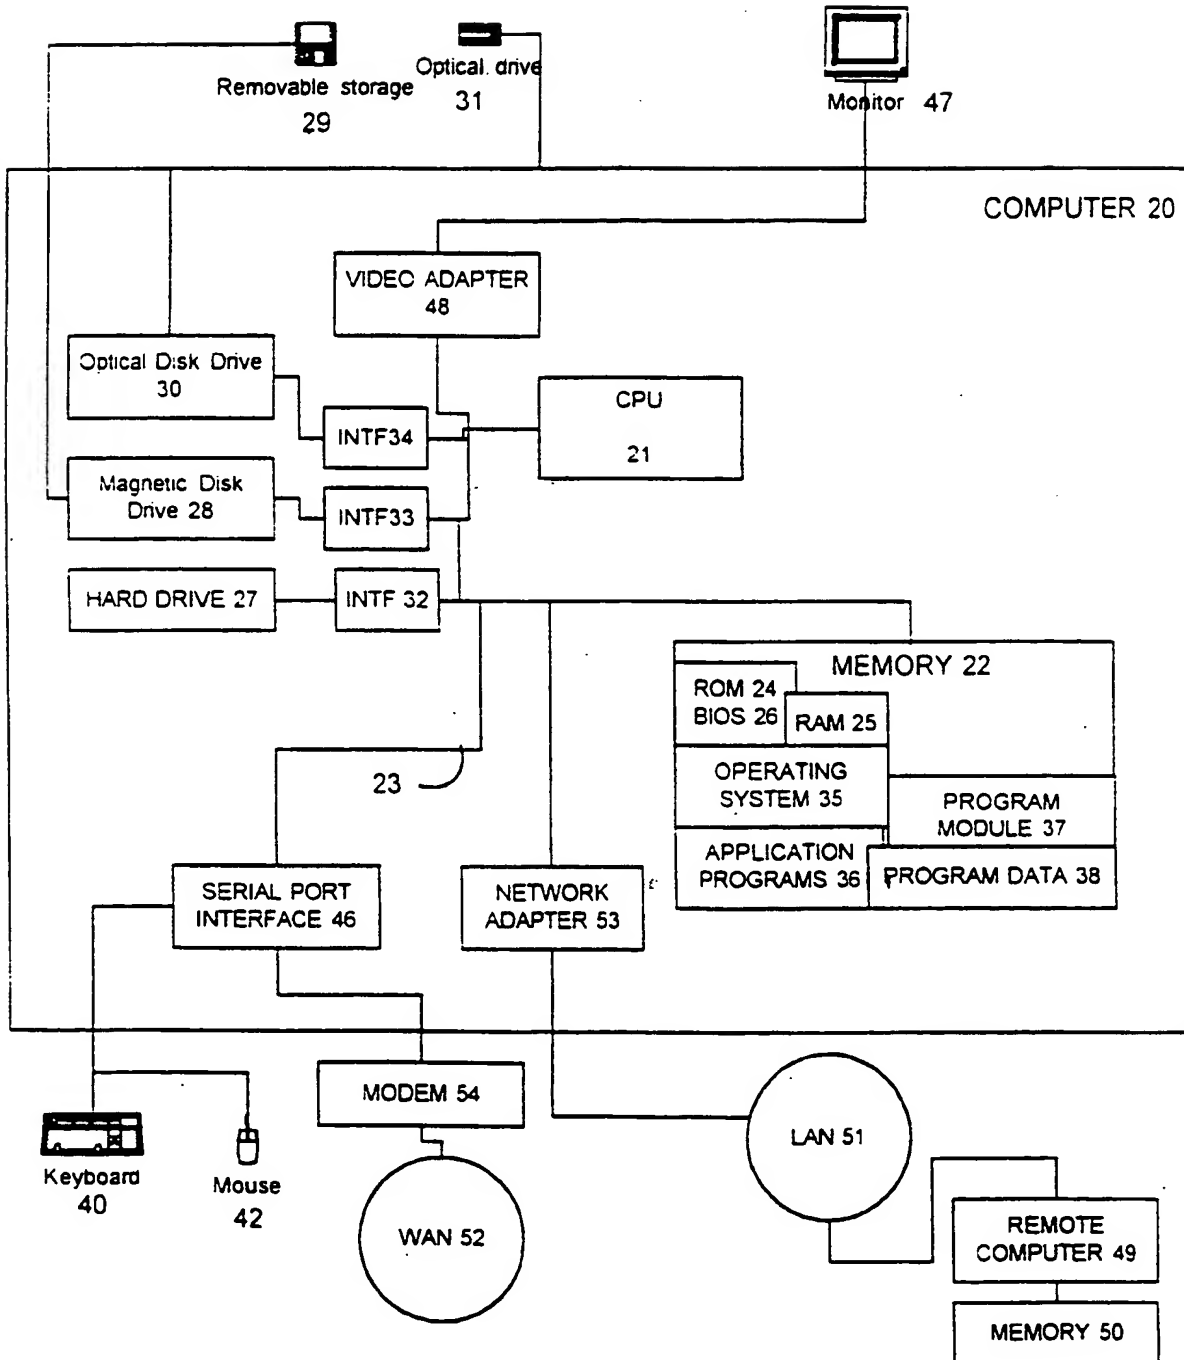 Removable storage
29
Optical drive
31
Monitor 47
COMPUTER 20
VIDEO ADAPTER
48
Optical Disk Drive
30
CPU
21
INTF34
Magnetic Disk
Drive 28
INTF33
HARD DRIVE 27
INTF 32
MEMORY 22
ROM 24
BIOS 26
RAM 25
OPERATING
SYSTEM 35
PROGRAM
MODULE 37
APPLICATION
PROGRAMS 36
PROGRAM DATA 38
23
SERIAL PORT
INTERFACE 46
NETWORK
ADAPTER 53
MODEM 54
LAN 51
Keyboard
40
Mouse
42
WAN 52
REMOTE
COMPUTER 49
MEMORY 50